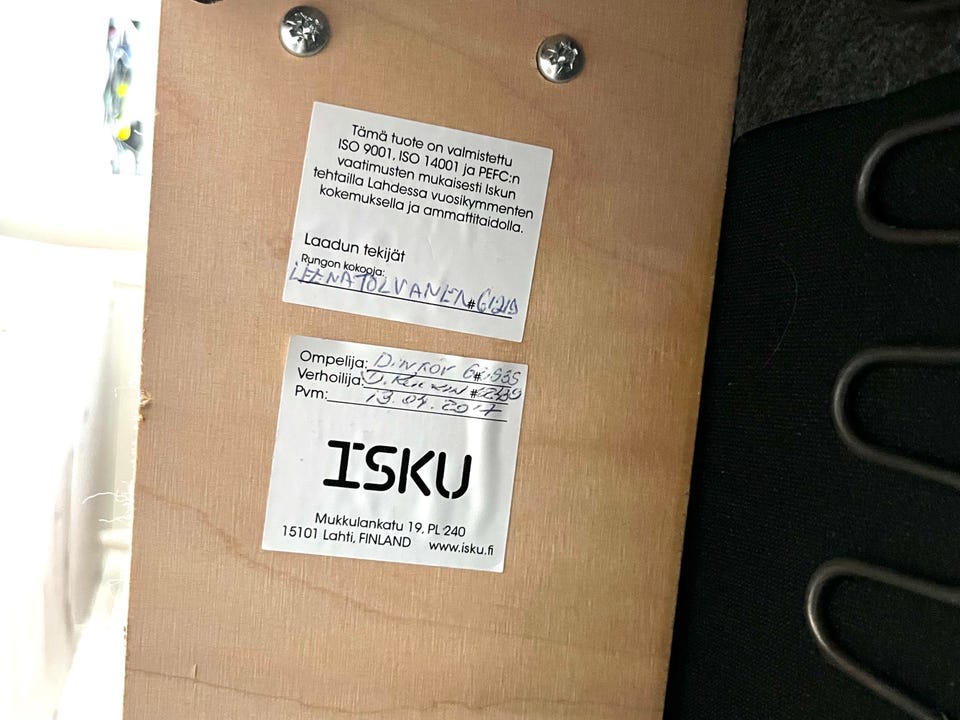 Tämä tuote on valmistettu
ISO 9001, ISO 14001 ja PEFC:n
vaatimusten mukaisesti Iskun
tehtailla Lahdessa vuosikymmenten
kokemuksella ja ammattitaidolla.
Laadun tekijät
Rungon kokooja:
LEENA TOLVANEN #
Ompelija: #
Verhoilija: #
Pvm: 13.04.2017
ISKU
Mukkulankatu 19, PL 240
15101 Lahti, FINLAND www.isku.fi